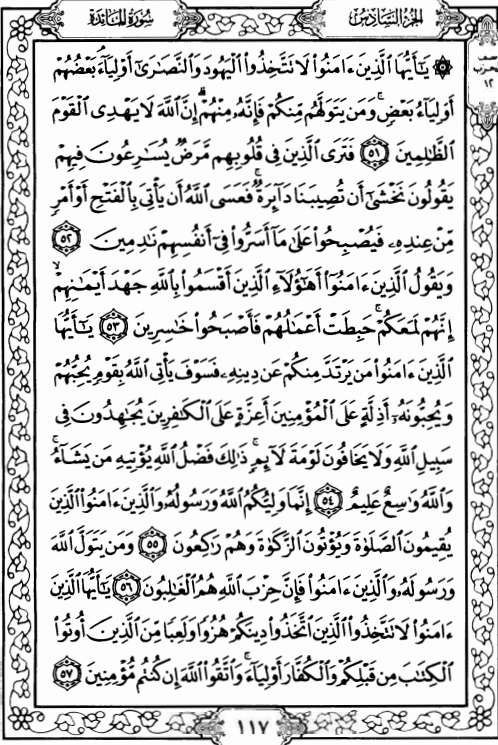 الجزء السادس
سورة المائدة
۞ يَٰٓأَيُّهَا ٱلَّذِينَ ءَامَنُوا۟ لَا تَتَّخِذُوا۟ ٱلْيَهُودَ وَٱلنَّصَٰرَىٰٓ أَوْلِيَآءَ ۘ بَعْضُهُمْ
أَوْلِيَآءُ بَعْضٍ ۚ وَمَن يَتَوَلَّهُم مِّنكُمْ فَإِنَّهُۥ مِنْهُمْ ۗ إِنَّ ٱللَّهَ لَا يَهْدِى ٱلْقَوْمَ
ٱلظَّٰلِمِينَ ٥١ فَتَرَى ٱلَّذِينَ فِى قُلُوبِهِم مَّرَضٌ يُسَٰرِعُونَ فِيهِمْ
يَقُولُونَ نَخْشَىٰٓ أَن تُصِيبَنَا دَآئِرَةٌ ۚ فَعَسَى ٱللَّهُ أَن يَأْتِىَ بِٱلْفَتْحِ أَوْ أَمْرٍ
مِّنْ عِندِهِۦ فَيُصْبِحُوا۟ عَلَىٰ مَآ أَسَرُّوا۟ فِىٓ أَنفُسِهِمْ نَٰدِمِينَ ٥٢
وَيَقُولُ ٱلَّذِينَ ءَامَنُوٓا۟ أَهَٰٓؤُلَآءِ ٱلَّذِينَ أَقْسَمُوا۟ بِٱللَّهِ جَهْدَ أَيْمَٰنِهِمْ ۙ
إِنَّهُمْ لَمَعَكُمْ ۚ حَبِطَتْ أَعْمَٰلُهُمْ فَأَصْبَحُوا۟ خَٰسِرِينَ ٥٣ يَٰٓأَيُّهَا
ٱلَّذِينَ ءَامَنُوا۟ مَن يَرْتَدَّ مِنكُمْ عَن دِينِهِۦ فَسَوْفَ يَأْتِى ٱللَّهُ بِقَوْمٍ يُحِبُّهُمْ
وَيُحِبُّونَهُۥٓ أَذِلَّةٍ عَلَى ٱلْمُؤْمِنِينَ أَعِزَّةٍ عَلَى ٱلْكَٰفِرِينَ يُجَٰهِدُونَ فِى
سَبِيلِ ٱللَّهِ وَلَا يَخَافُونَ لَوْمَةَ لَآئِمٍ ۚ ذَٰلِكَ فَضْلُ ٱللَّهِ يُؤْتِيهِ مَن يَشَآءُ ۚ
وَٱللَّهُ وَٰسِعٌ عَلِيمٌ ٥٤ إِنَّمَا وَلِيُّكُمُ ٱللَّهُ وَرَسُولُهُۥ وَٱلَّذِينَ ءَامَنُوا۟ ٱلَّذِينَ
يُقِيمُونَ ٱلصَّلَوٰةَ وَيُؤْتُونَ ٱلزَّكَوٰةَ وَهُمْ رَٰكِعُونَ ٥٥ وَمَن يَتَوَلَّ ٱللَّهَ
وَرَسُولَهُۥ وَٱلَّذِينَ ءَامَنُوا۟ فَإِنَّ حِزْبَ ٱللَّهِ هُمُ ٱلْغَٰلِبُونَ ٥٦ يَٰٓأَيُّهَا ٱلَّذِينَ
ءَامَنُوا۟ لَا تَتَّخِذُوا۟ ٱلَّذِينَ ٱتَّخَذُوا۟ دِينَكُمْ هُزُوًا وَلَعِبًا مِّنَ ٱلَّذِينَ أُوتُوا۟
ٱلْكِتَٰبَ مِن قَبْلِكُمْ وَٱلْكُفَّارَ أَوْلِيَآءَ ۚ وَٱتَّقُوا۟ ٱللَّهَ إِن كُنتُم مُّؤْمِنِينَ ٥٧
نصف
الحزب
١٢
١١٧